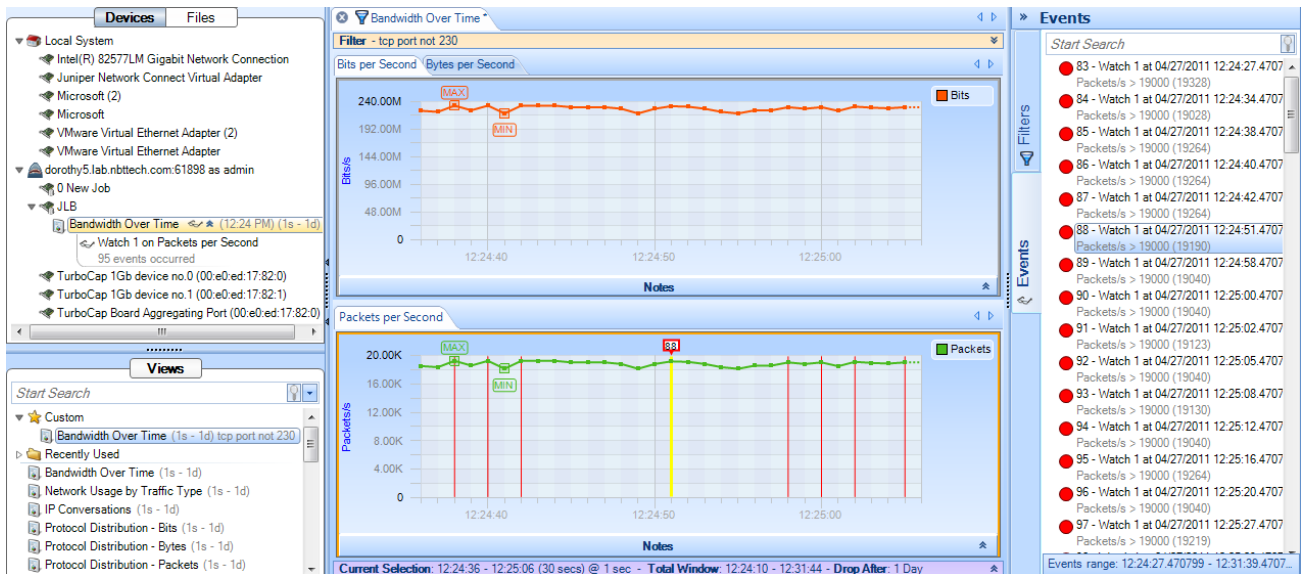 Devices
Files
Local System
Intel(R) 82577LM Gigabit Network Connection
Juniper Network Connect Virtual Adapter
Microsoft (2)
Microsoft
VMware Virtual Ethernet Adapter (2)
VMware Virtual Ethernet Adapter
dorothy5.lab.nbttech.com:61898 as admin
0 New Job
JLB
Bandwidth Over Time (12:24 PM) (1s - 1d)
Watch 1 on Packets per Second
95 events occurred
TurboCap 1Gb device no.0 (00:e0:ed:17:82:0)
TurboCap 1Gb device no.1 (00:e0:ed:17:82:1)
TurboCap Board Aggregating Port (00:e0:ed:17:82:0)
Views
Start Search
Custom
Bandwidth Over Time (1s - 1d) tcp port not 230
Recently Used
Bandwidth Over Time (1s - 1d)
Network Usage by Traffic Type (1s - 1d)
IP Conversations (1s - 1d)
Protocol Distribution - Bits (1s - 1d)
Protocol Distribution - Bytes (1s - 1d)
Protocol Distribution - Packets (1s - 1d)
Bandwidth Over Time *
Filter - tcp port not 230
Bits per Second
Bytes per Second
240.00M
192.00M
144.00M
96.00M
48.00M
0
Bits/s
MAX
MIN
Bits
12:24:40
12:24:50
12:25:00
Notes
Packets per Second
20.00K
16.00K
12.00K
8.00K
4.00K
0
Packets/s
MAX
MIN
88
Packets
12:24:40
12:24:50
12:25:00
Notes
Current Selection: 12:24:36 - 12:25:06 (30 secs) @ 1 sec - Total Window: 12:24:10 - 12:31:44 - Drop After: 1 Day
Events
Filters
Events
Start Search
83 - Watch 1 at 04/27/2011 12:24:27.4707
Packets/s > 19000 (19328)
84 - Watch 1 at 04/27/2011 12:24:34.4707
Packets/s > 19000 (19028)
85 - Watch 1 at 04/27/2011 12:24:38.4707
Packets/s > 19000 (19264)
86 - Watch 1 at 04/27/2011 12:24:40.4707
Packets/s > 19000 (19264)
87 - Watch 1 at 04/27/2011 12:24:42.4707
Packets/s > 19000 (19264)
88 - Watch 1 at 04/27/2011 12:24:51.4707
Packets/s > 19000 (19190)
89 - Watch 1 at 04/27/2011 12:24:58.4707
Packets/s > 19000 (19040)
90 - Watch 1 at 04/27/2011 12:25:00.4707
Packets/s > 19000 (19040)
91 - Watch 1 at 04/27/2011 12:25:02.4707
Packets/s > 19000 (19123)
92 - Watch 1 at 04/27/2011 12:25:05.4707
Packets/s > 19000 (19040)
93 - Watch 1 at 04/27/2011 12:25:08.4707
Packets/s > 19000 (19130)
94 - Watch 1 at 04/27/2011 12:25:12.4707
Packets/s > 19000 (19040)
95 - Watch 1 at 04/27/2011 12:25:16.4707
Packets/s > 19000 (19264)
96 - Watch 1 at 04/27/2011 12:25:20.4707
Packets/s > 19000 (19040)
97 - Watch 1 at 04/27/2011 12:25:27.4707
Packets/s > 19000 (19219)
Events range: 12:24:27.470799 - 12:31:39.4707...